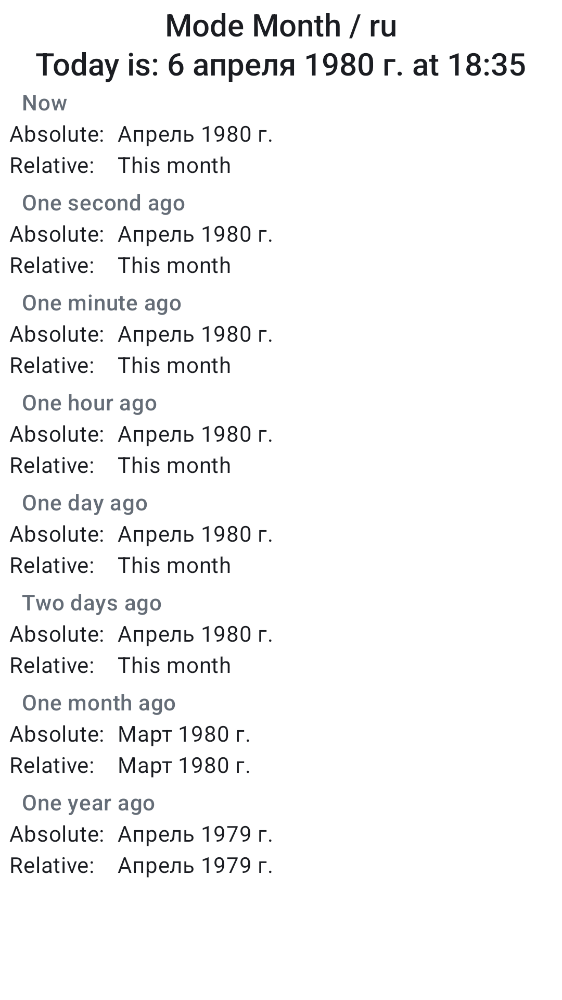 Mode Month / ru
Today is: 6 апреля 1980 г. at 18:35
Now
Absolute: Апрель 1980 г.
Relative: This month
One second ago
Absolute: Апрель 1980 г.
Relative: This month
One minute ago
Absolute: Апрель 1980 г.
Relative: This month
One hour ago
Absolute: Апрель 1980 г.
Relative: This month
One day ago
Absolute: Апрель 1980 г.
Relative: This month
Two days ago
Absolute: Апрель 1980 г.
Relative: This month
One month ago
Absolute: Март 1980 г.
Relative: Март 1980 г.
One year ago
Absolute: Апрель 1979 г.
Relative: Апрель 1979 г.